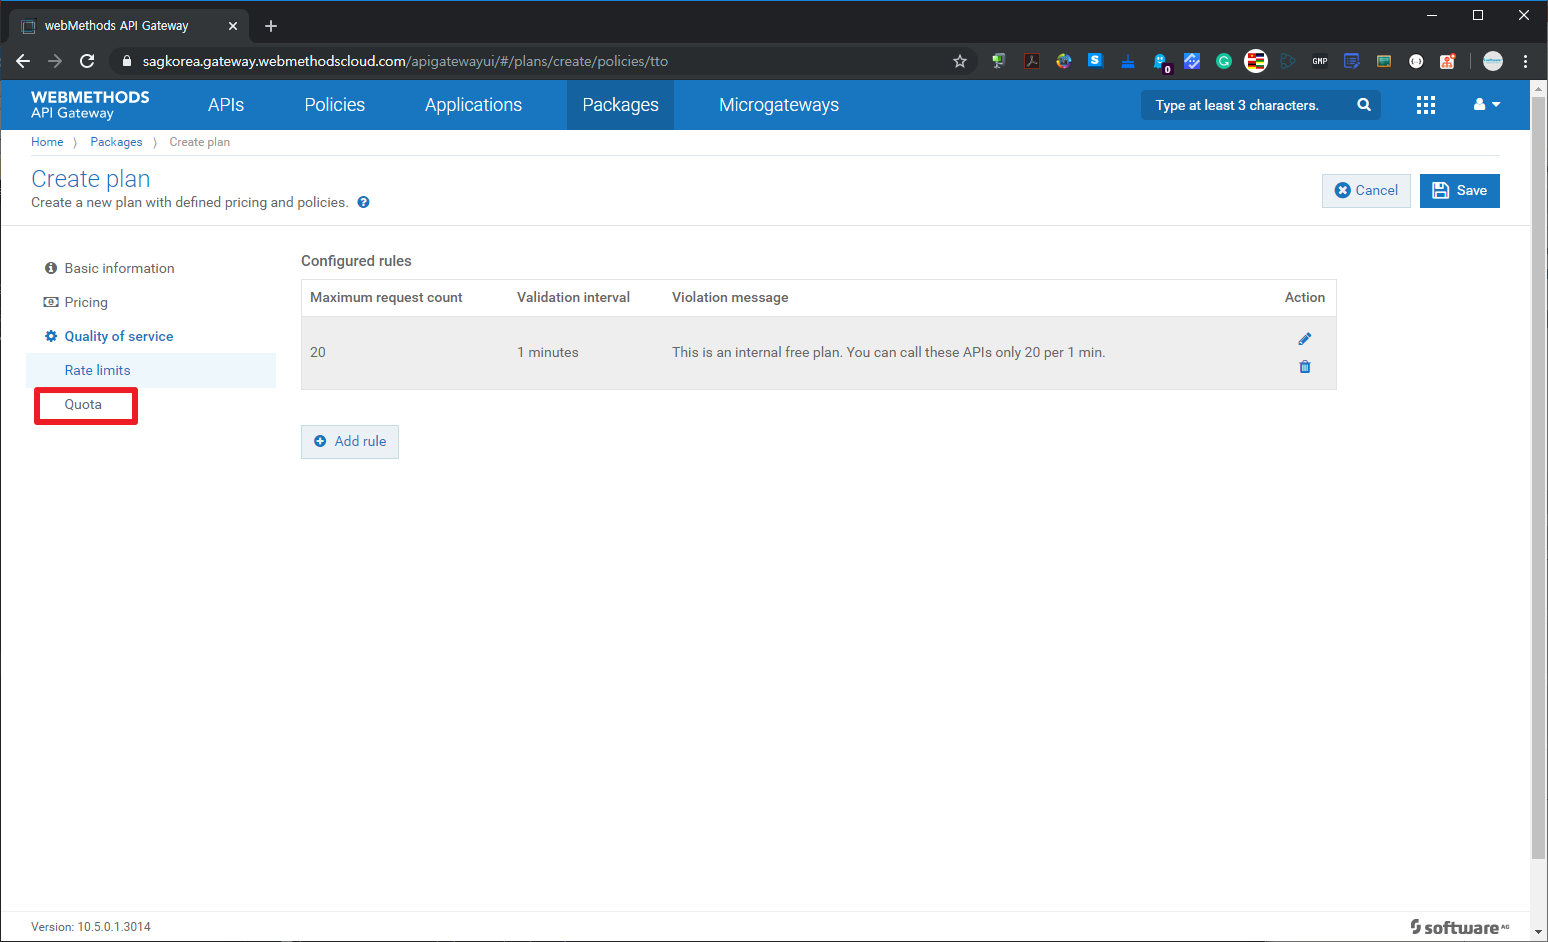 webMethods API Gateway
sagkorea.gateway.webmethodscloud.com/apigatewayui/#/plans/create/policies/tto
S
0
G
GMP
WEBMETHODS
API Gateway
APIs
Policies
Applications
Packages
Microgateways
Type at least 3 characters.
Home
Packages
Create plan
Create plan
Create a new plan with defined pricing and policies.
Cancel
Save
Basic information
Pricing
Quality of service
Rate limits
Quota
Configured rules
Maximum request count Validation interval Violation message Action
20 1 minutes This is an internal free plan. You can call these APIs only 20 per 1 min.
Add rule
Version: 10.5.0.1.3014
software AG